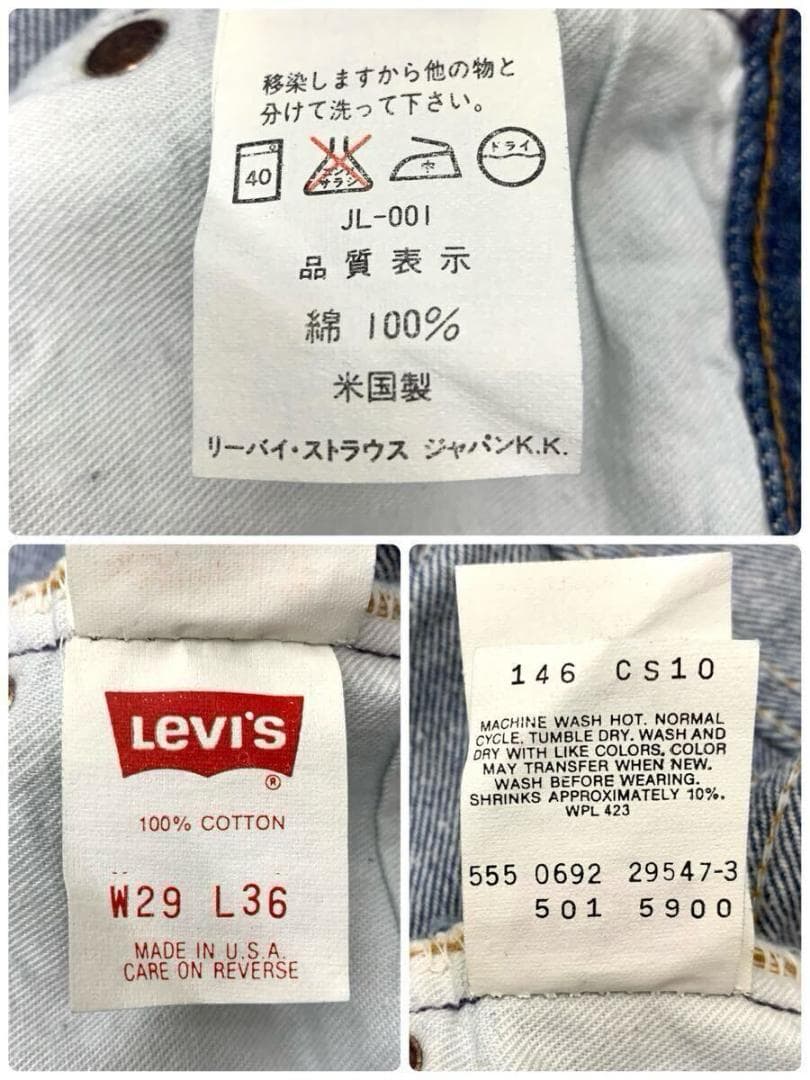 移染しますから他の物と
分けて洗って下さい。
40 エンソ サラシ 中 ドライ
JL-001
品質表示
綿 100%
米国製
リーバイ・ストラウス ジャパンK.K.
Levi's
®
100% COTTON
W29 L36
MADE IN U.S.A.
CARE ON REVERSE
146 CS10
MACHINE WASH HOT. NORMAL
CYCLE. TUMBLE DRY. WASH AND
DRY WITH LIKE COLORS. COLOR
MAY TRANSFER WHEN NEW.
WASH BEFORE WEARING.
SHRINKS APPROXIMATELY 10%.
WPL 423
555 0692 29547-3
501 5900